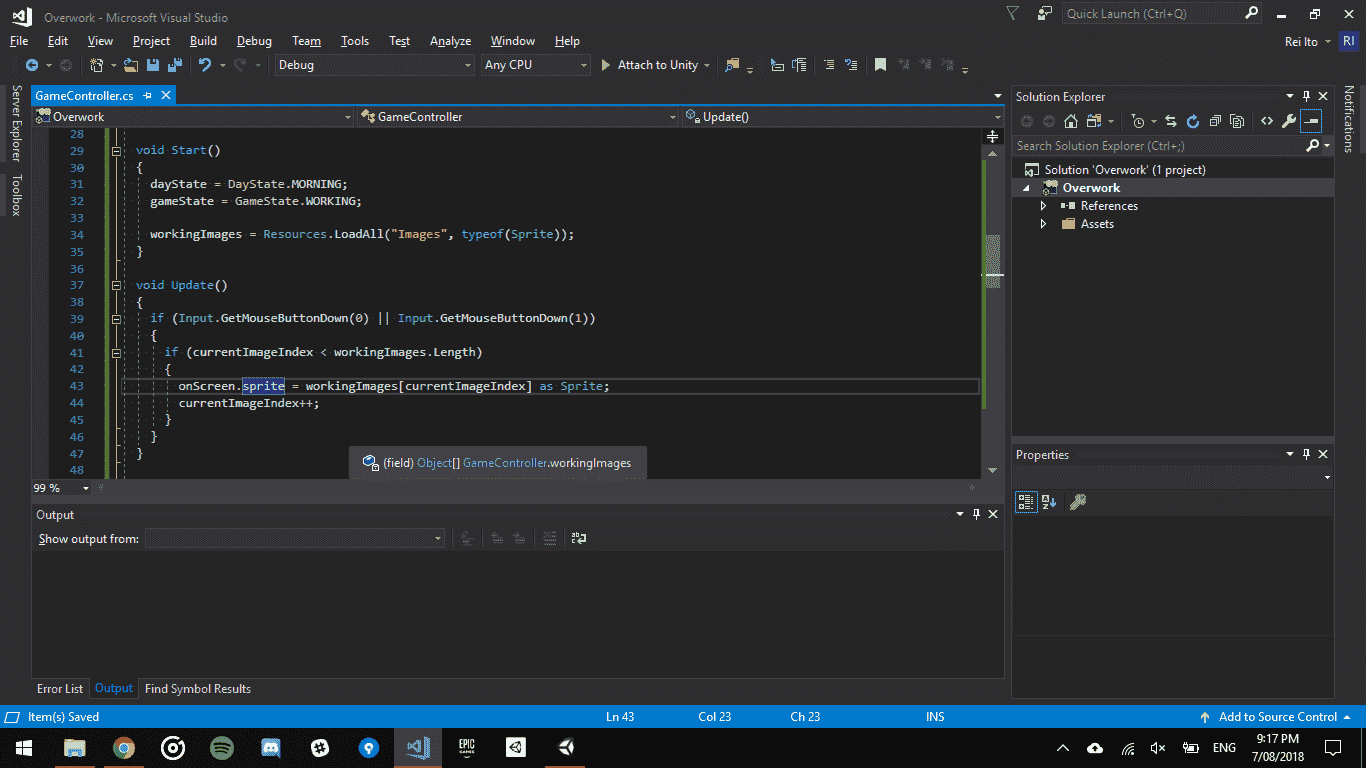 Overwork - Microsoft Visual Studio
Quick Launch (Ctrl+Q)
File Edit View Project Build Debug Team Tools Test Analyze Window Help
Rei Ito RI
Debug Any CPU Attach to Unity
Server Explorer
Toolbox
GameController.cs
Overwork GameController Update()
28
29 void Start()
30 {
31 dayState = DayState.MORNING;
32 gameState = GameState.WORKING;
33
34 workingImages = Resources.LoadAll("Images", typeof(Sprite));
35 }
36
37 void Update()
38 {
39 if (Input.GetMouseButtonDown(0) || Input.GetMouseButtonDown(1))
40 {
41 if (currentImageIndex < workingImages.Length)
42 {
43 onScreen.sprite = workingImages[currentImageIndex] as Sprite;
44 currentImageIndex++;
45 }
46 }
47 }
48
(field) Object[] GameController.workingImages
99 %
Output
Show output from:
Error List Output Find Symbol Results
Solution Explorer
Search Solution Explorer (Ctrl+;)
Solution 'Overwork' (1 project)
Overwork
References
Assets
Properties
Notifications
Item(s) Saved Ln 43 Col 23 Ch 23 INS Add to Source Control
EPIC GAMES
ENG
9:17 PM
7/08/2018